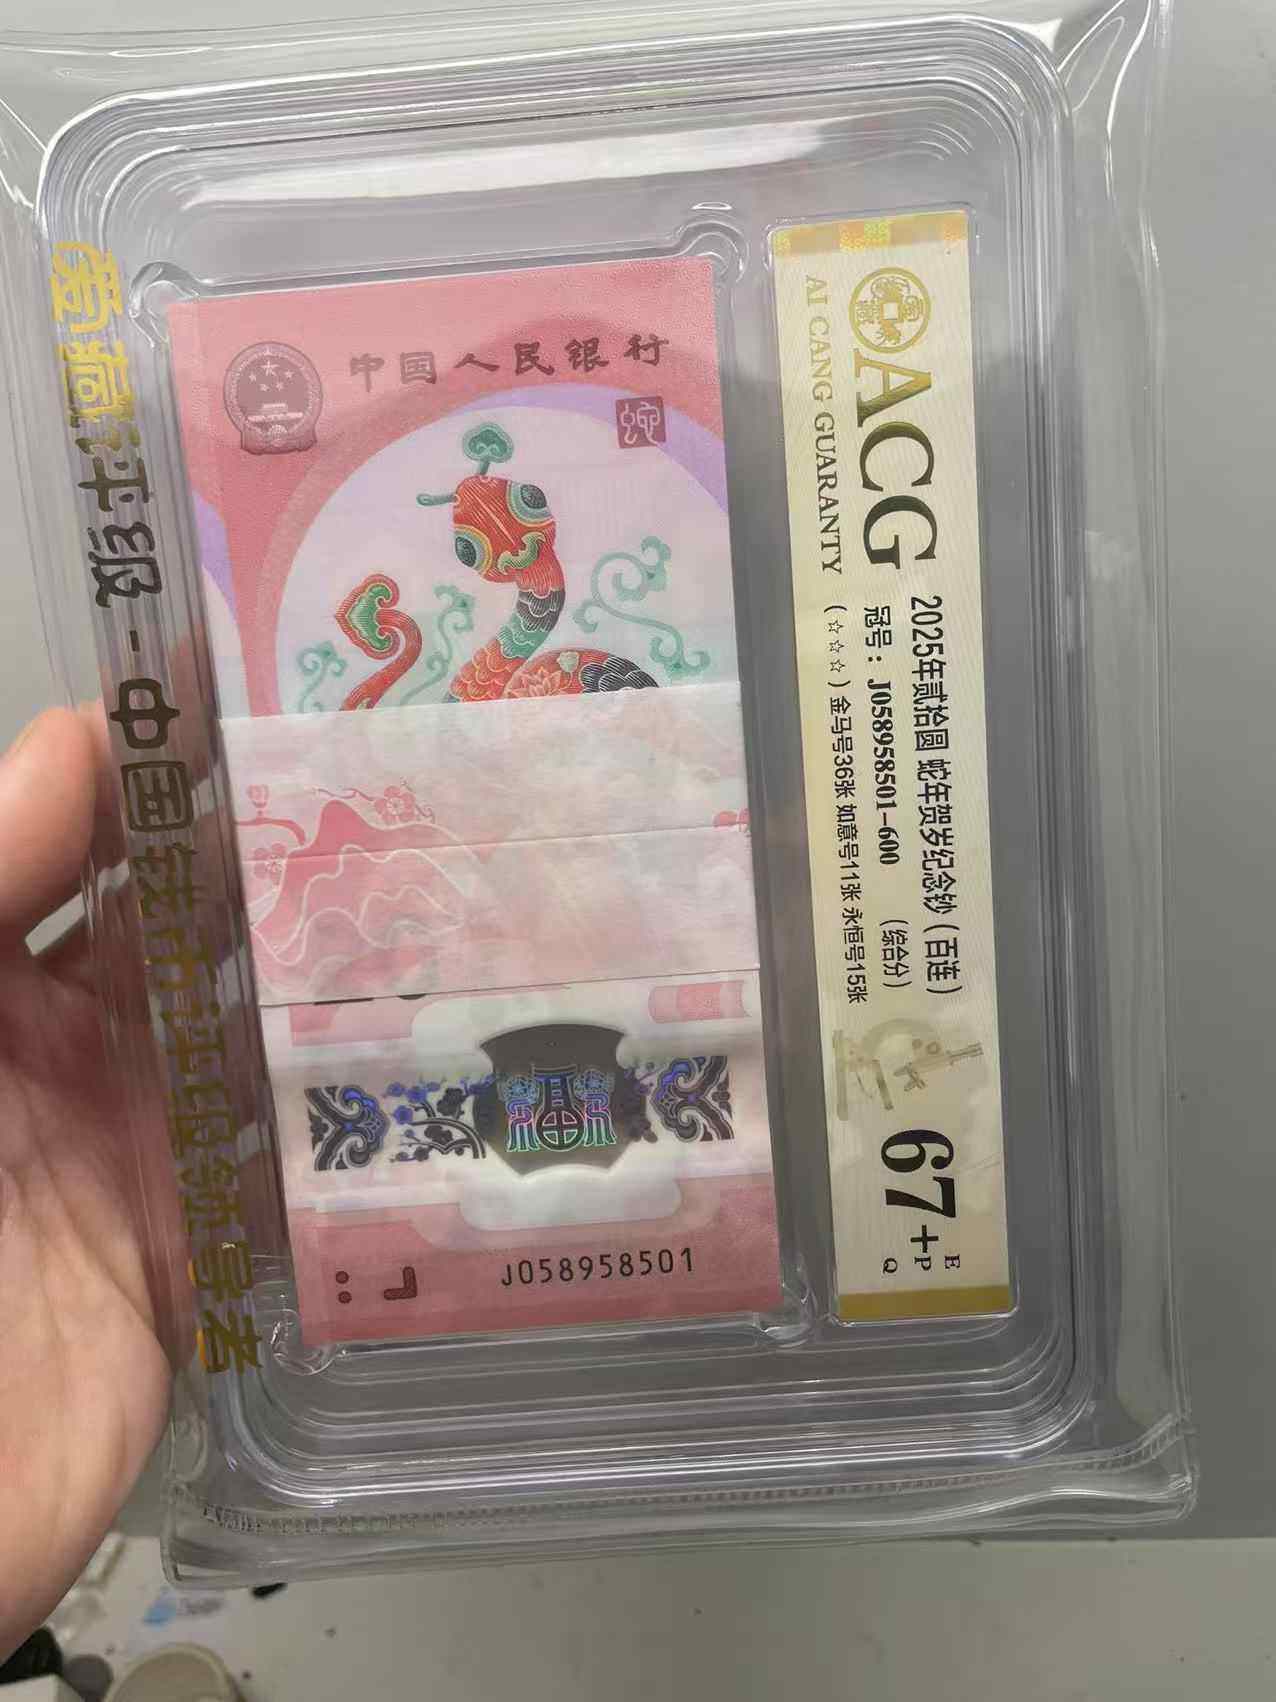 爱藏评级-中国钱币评级领导者
中国人民银行
蛇
J058958501
ACG
AI CANG GUARANTY
2025年贰拾圆 蛇年贺岁纪念钞（百连）
冠号：J058958501-600 （综合分）
（☆☆☆）金马号36张 如意号11张 永恒号15张
67+
E
P
Q